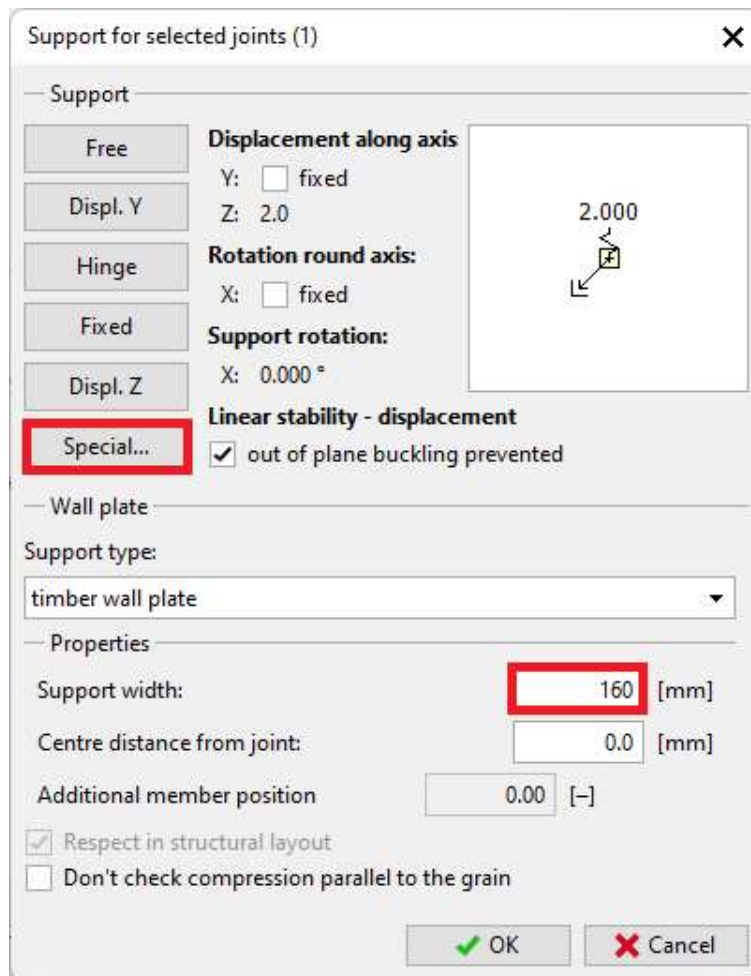 Support for selected joints (1)
Support
Free
Displ. Y
Hinge
Fixed
Displ. Z
Special...
Displacement along axis
Y: fixed
Z: 2.0
Rotation round axis:
X: fixed
Support rotation:
X: 0.000 °
Linear stability - displacement
out of plane buckling prevented
2.000
Wall plate
Support type:
timber wall plate
Properties
Support width: 160 [mm]
Centre distance from joint: 0.0 [mm]
Additional member position 0.00 [–]
Respect in structural layout
Don't check compression parallel to the grain
OK Cancel